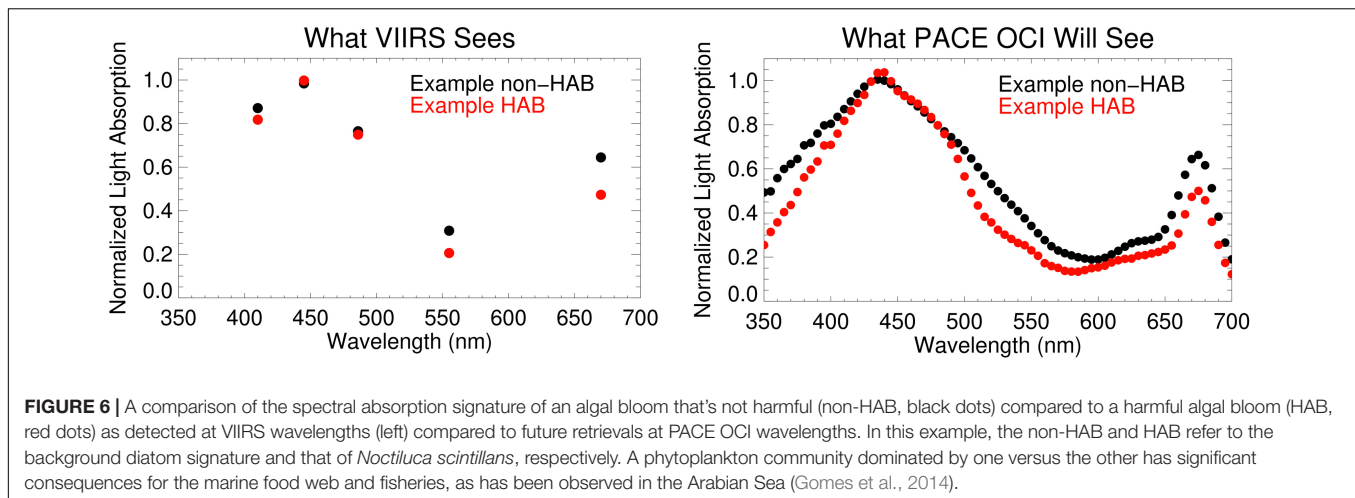 What VIIRS Sees
Example non−HAB
Example HAB
Normalized Light Absorption
1.0
0.8
0.6
0.4
0.2
0.0
350 400 450 500 550 600 650 700
Wavelength (nm)
What PACE OCI Will See
Example non−HAB
Example HAB
Normalized Light Absorption
1.0
0.8
0.6
0.4
0.2
0.0
350 400 450 500 550 600 650 700
Wavelength (nm)
FIGURE 6 | A comparison of the spectral absorption signature of an algal bloom that's not harmful (non-HAB, black dots) compared to a harmful algal bloom (HAB,
red dots) as detected at VIIRS wavelengths (left) compared to future retrievals at PACE OCI wavelengths. In this example, the non-HAB and HAB refer to the
background diatom signature and that of Noctiluca scintillans, respectively. A phytoplankton community dominated by one versus the other has significant
consequences for the marine food web and fisheries, as has been observed in the Arabian Sea (Gomes et al., 2014).